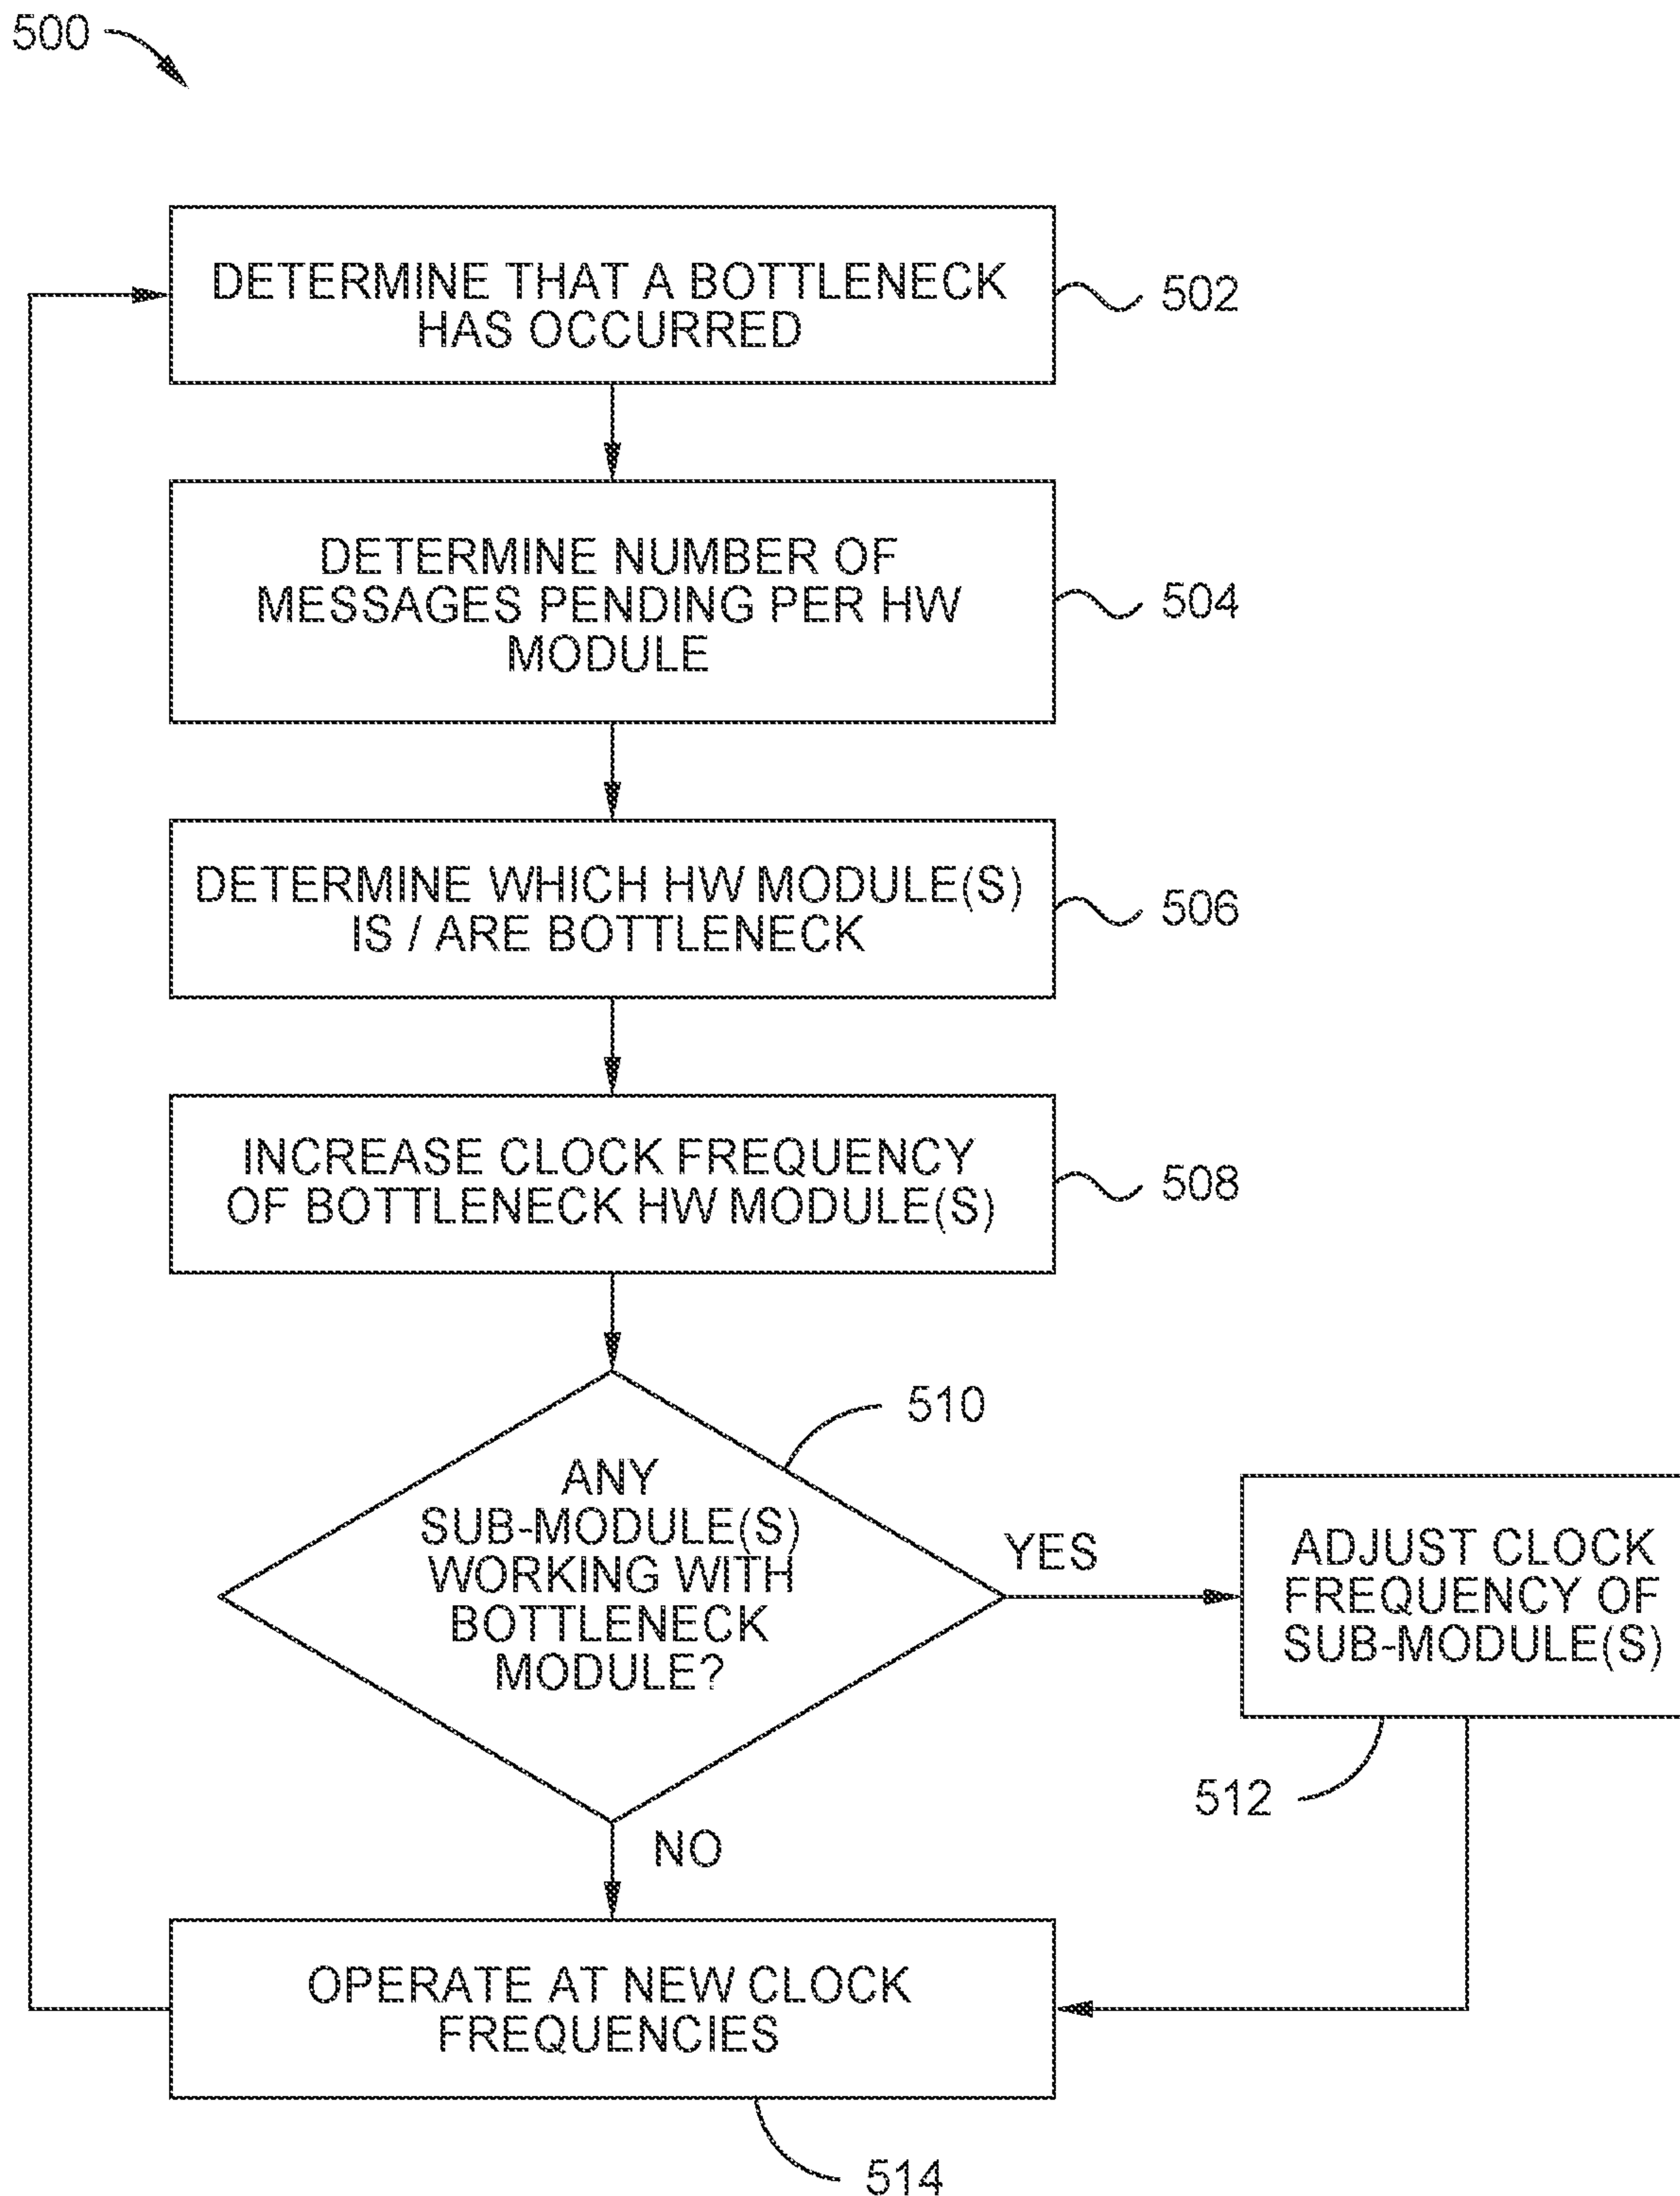 500
DETERMINE THAT A BOTTLENECK
HAS OCCURRED
502
DETERMINE NUMBER OF
MESSAGES PENDING PER HW
MODULE
504
DETERMINE WHICH HW MODULE(S)
IS / ARE BOTTLENECK
506
INCREASE CLOCK FREQUENCY
OF BOTTLENECK HW MODULE(S)
508
510
ANY
SUB-MODULE(S)
WORKING WITH
BOTTLENECK
MODULE?
YES
ADJUST CLOCK
FREQUENCY OF
SUB-MODULE(S)
512
NO
OPERATE AT NEW CLOCK
FREQUENCIES
514